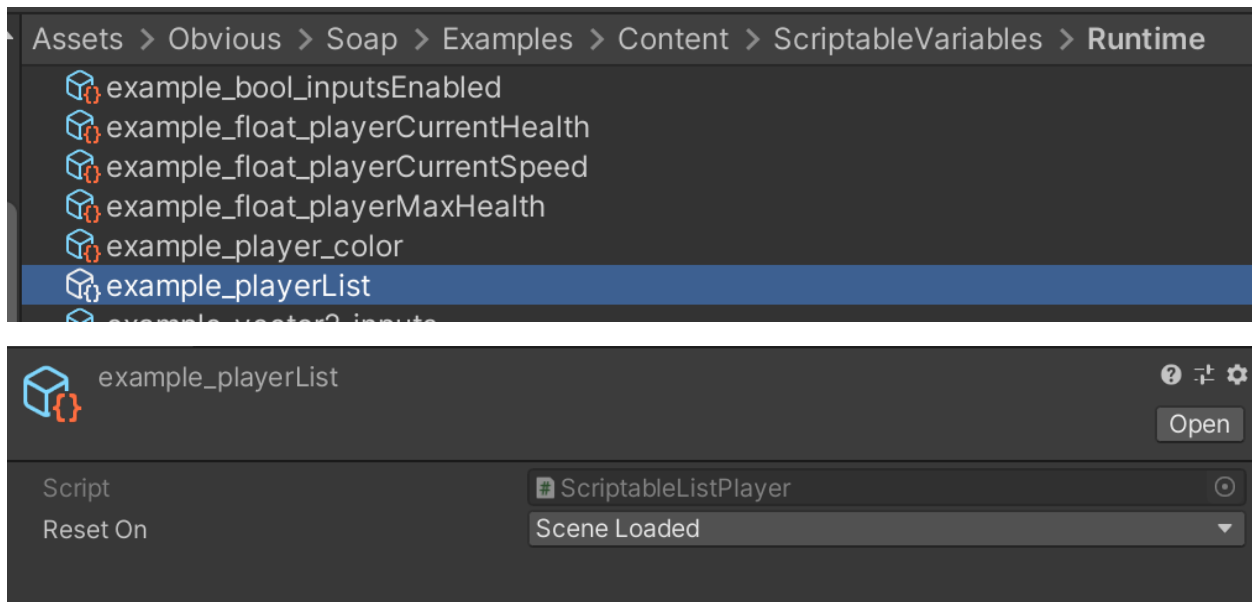 Assets > Obvious > Soap > Examples > Content > ScriptableVariables > Runtime
example_bool_inputsEnabled
example_float_playerCurrentHealth
example_float_playerCurrentSpeed
example_float_playerMaxHealth
example_player_color
example_playerList
example_vector2_inputs
example_playerList
Open
Script ScriptableListPlayer
Reset On Scene Loaded